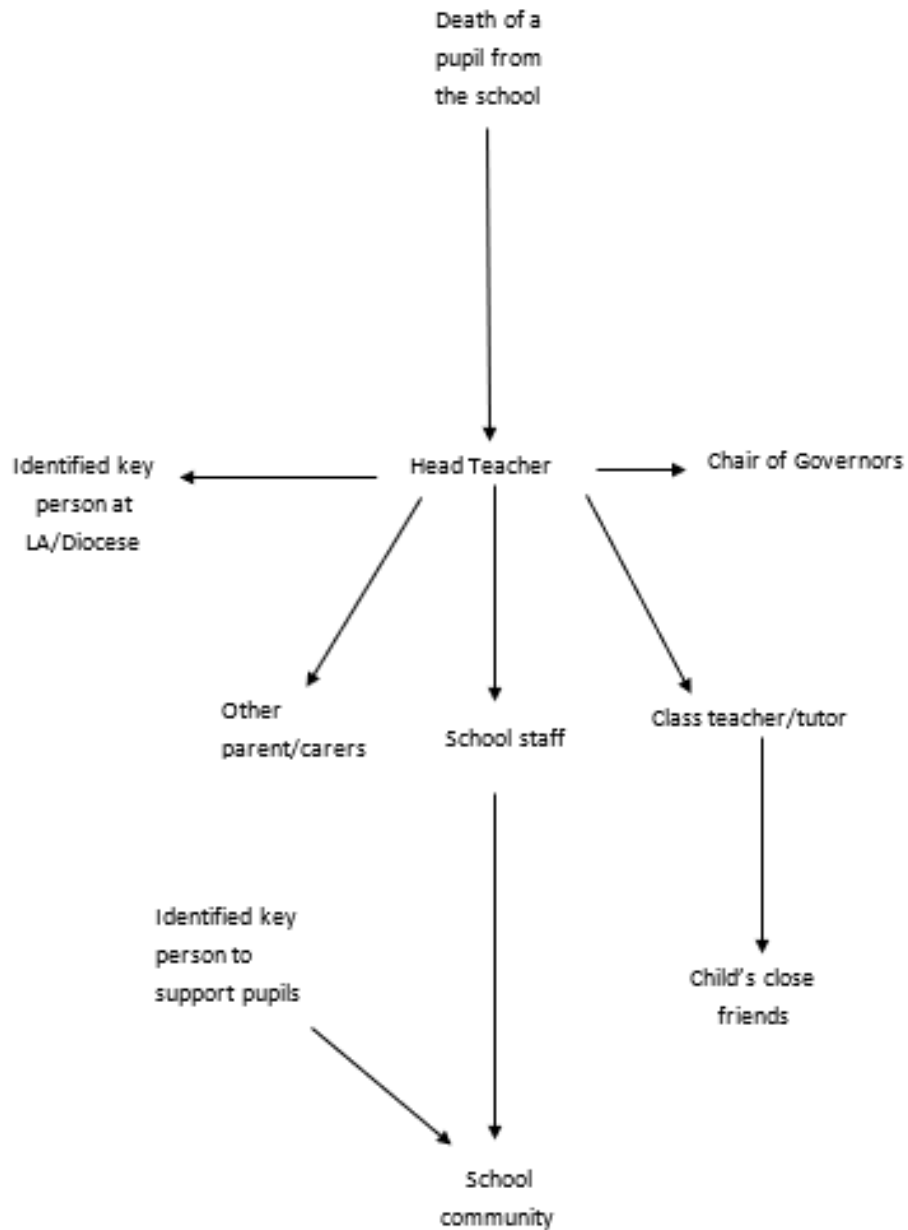 Death of a
pupil from
the school
Identified key
person at
LA/Diocese
Head Teacher
Chair of Governors
Other
parent/carers
School staff
Class teacher/tutor
Identified key
person to
support pupils
Child's close
friends
School
community